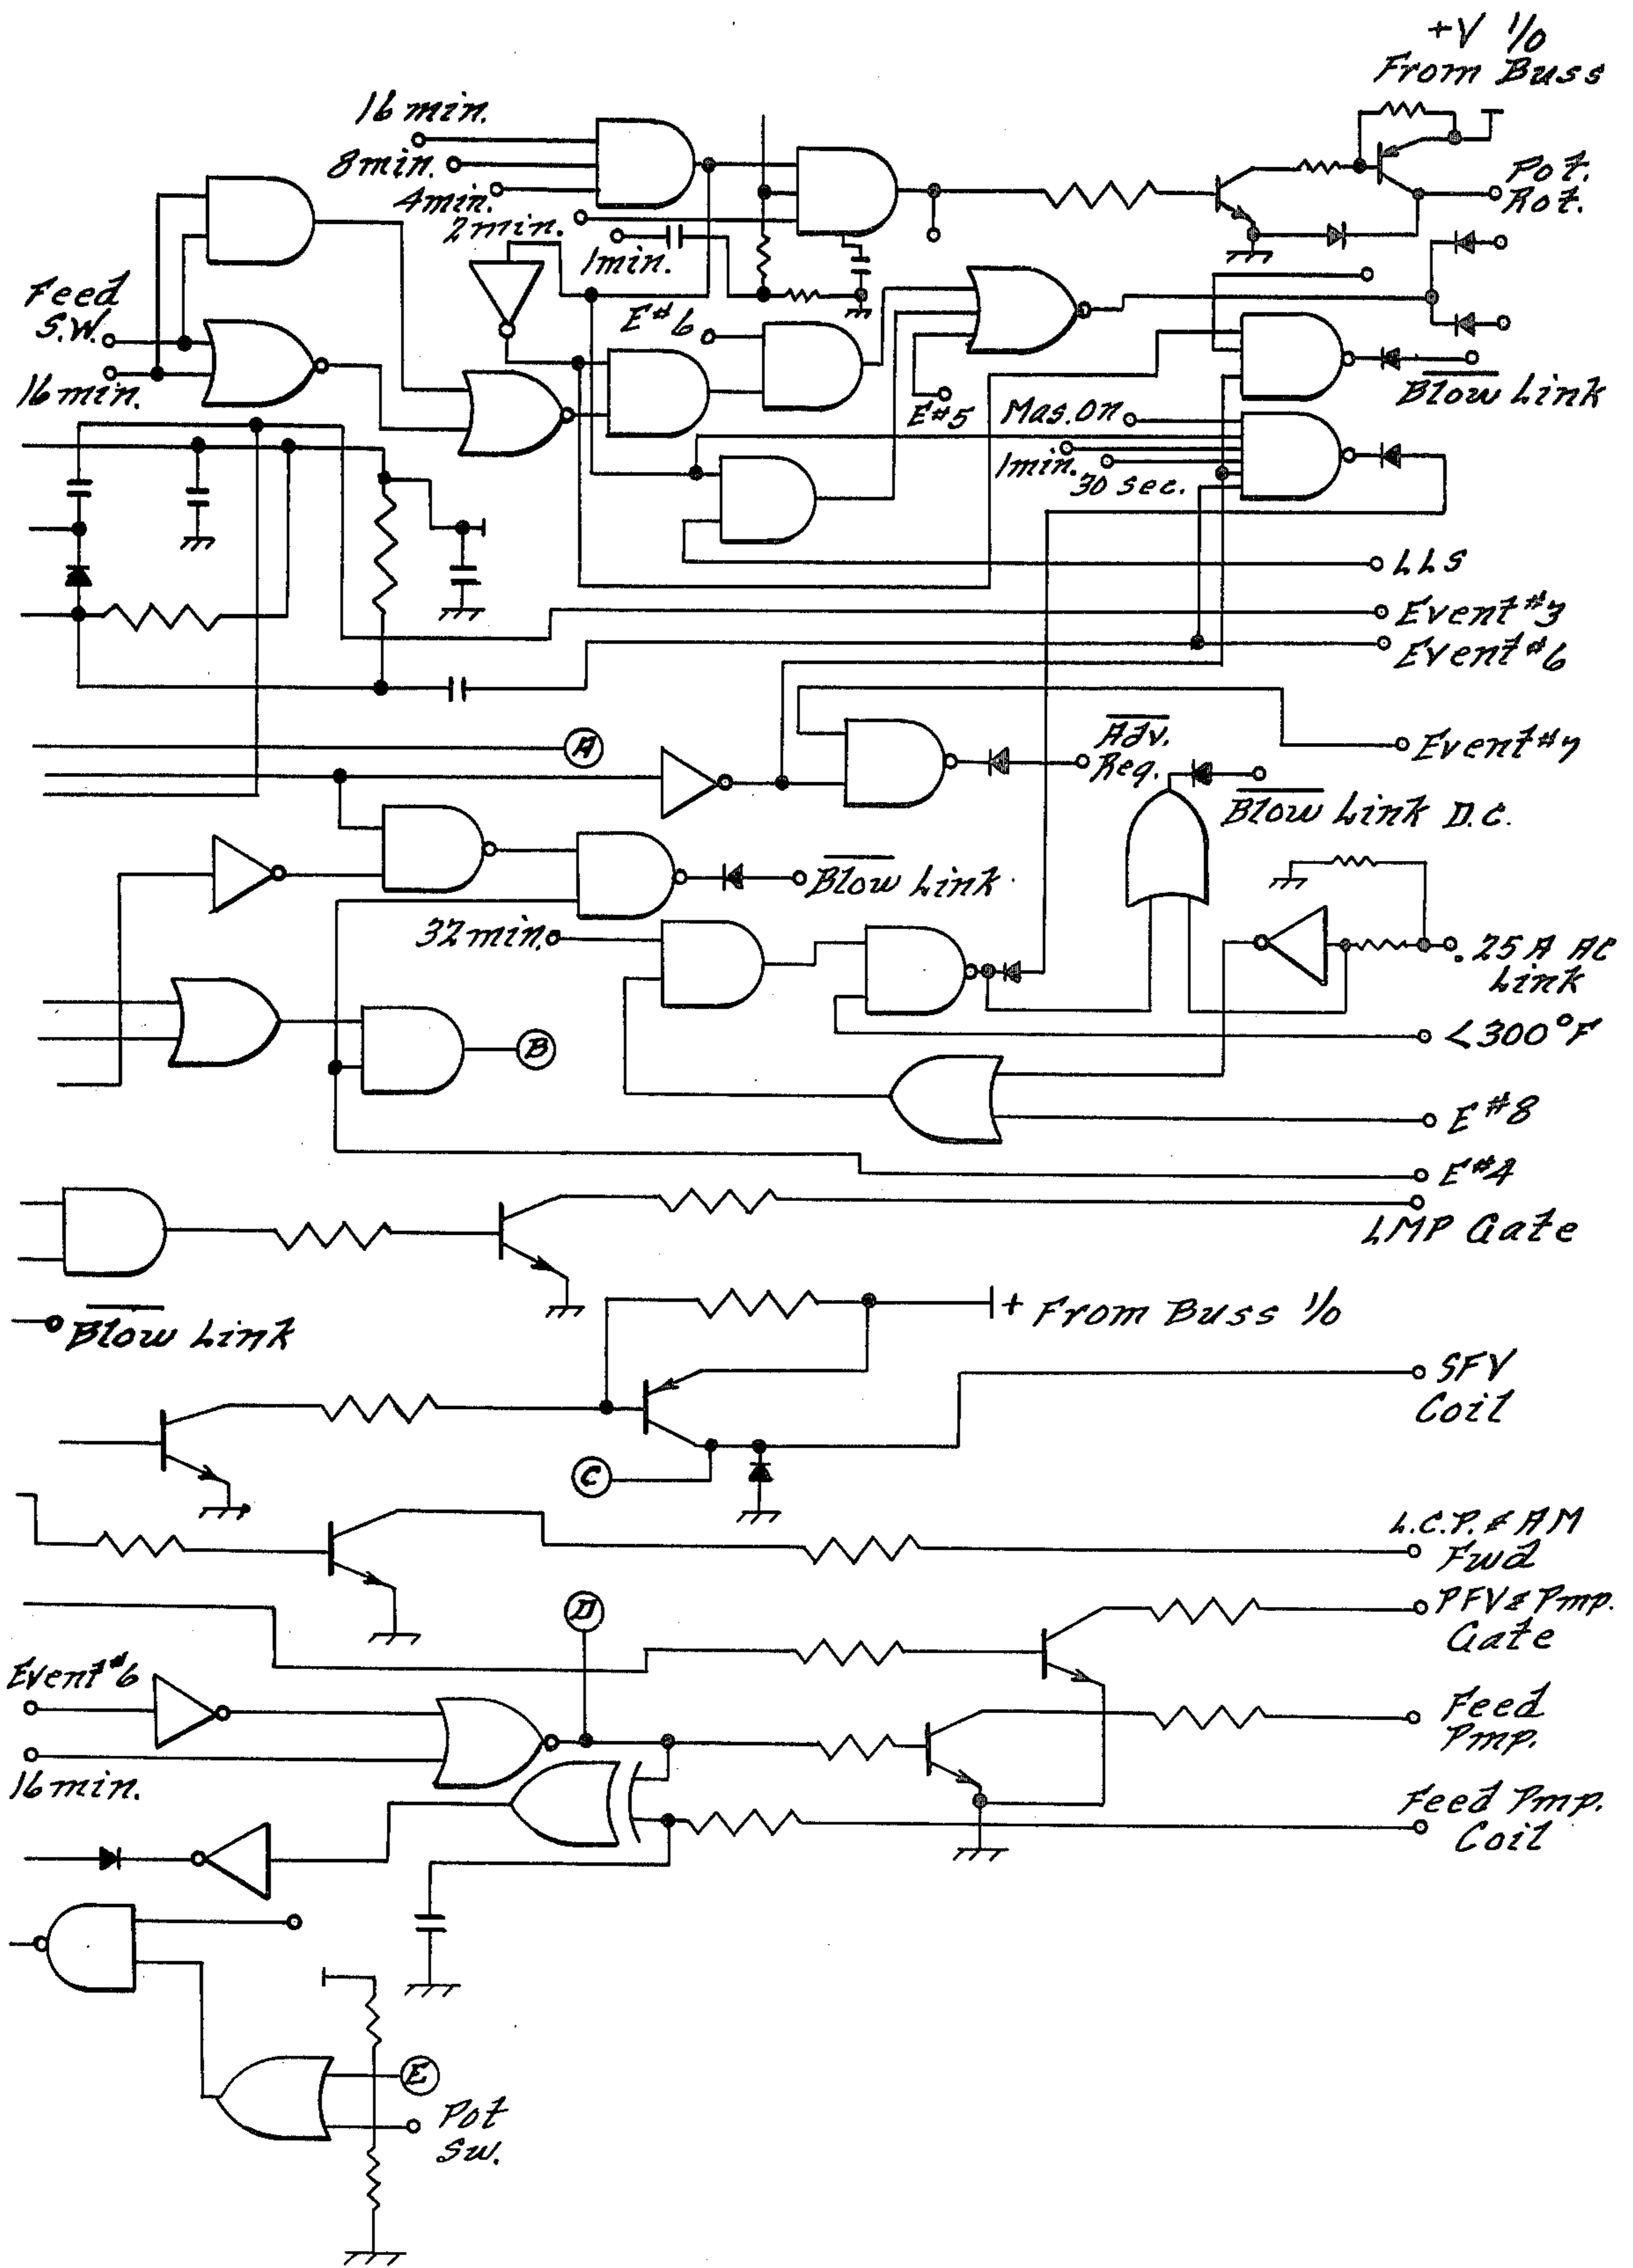 +V 1/0
From Buss
16 min.
8 min.
4 min.
2 min.
1 min.
Pot.
Rot.
Feed
S.W.
16 min.
E#6
E#5
Blow Link
Mas. On
1 min.
30 sec.
LLS
Event #3
Event #6
A
Adv.
Req.
Event #7
Blow Link D.C.
Blow Link
32 min.
.25A AC
Link
<300°F
B
E#8
E#4
LMP Gate
Blow Link
+ From Buss 1/0
SFV
Coil
C
L.C.P. & AM
Fwd
D
PFV & Pmp.
Gate
Event #6
Feed
Pmp.
16 min.
Feed Pmp.
Coil
E
Pot
Sw.